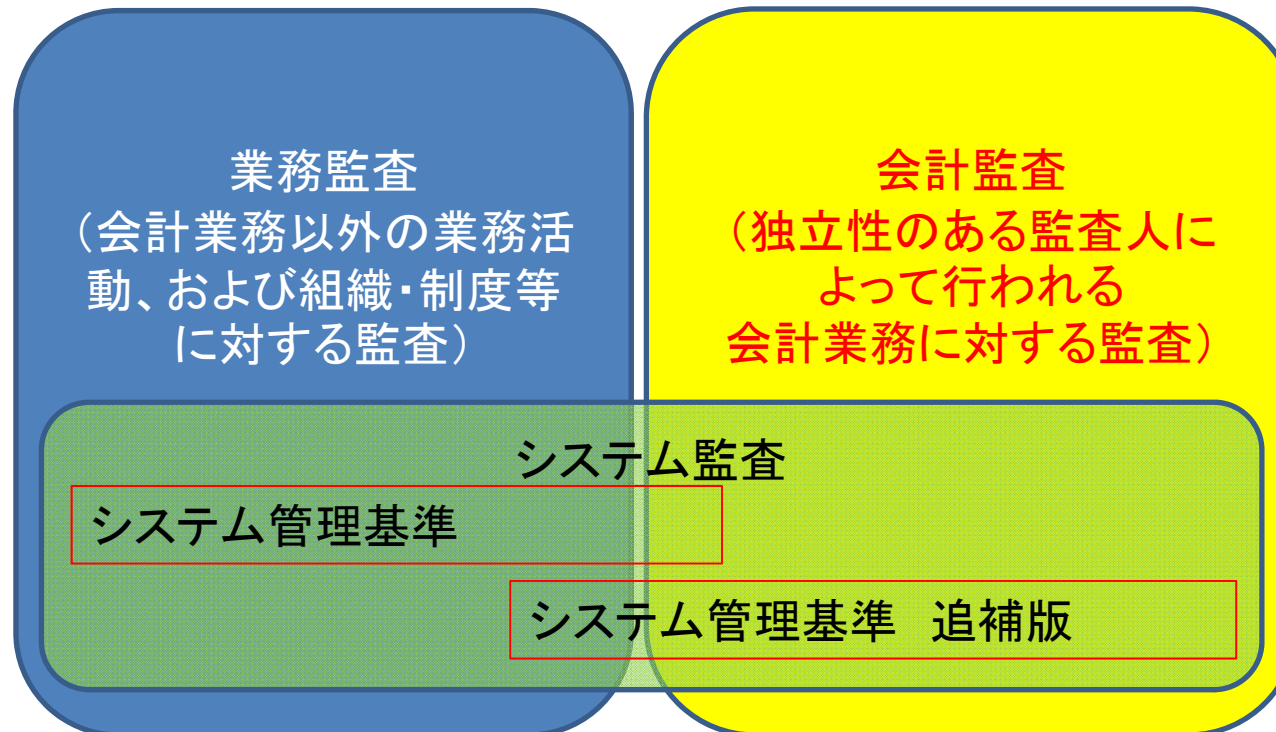 業務監査
（会計業務以外の業務活
動、および組織・制度等
に対する監査）
会計監査
（独立性のある監査人に
よって行われる
会計業務に対する監査）
システム監査
システム管理基準
システム管理基準　追補版